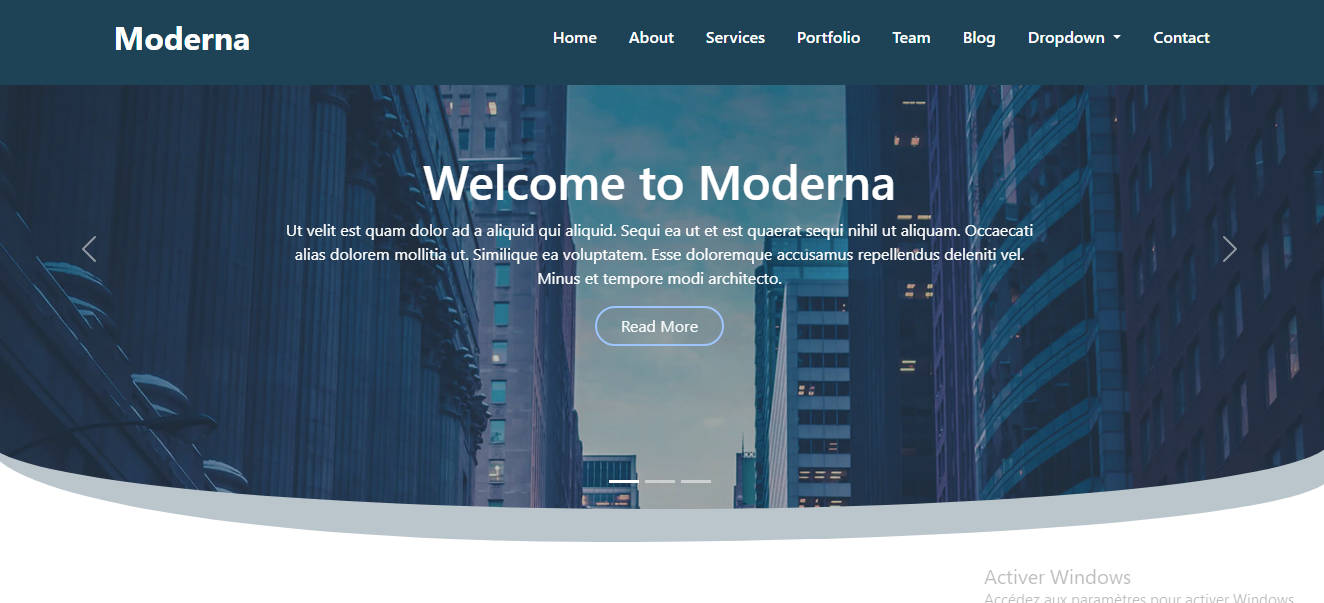 Moderna
Home About Services Portfolio Team Blog Dropdown Contact
Welcome to Moderna
Ut velit est quam dolor ad a aliquid qui aliquid. Sequi ea ut et est quaerat sequi nihil ut aliquam. Occaecati
alias dolorem mollitia ut. Similique ea voluptatem. Esse doloremque accusamus repellendus deleniti vel.
Minus et tempore modi architecto.
Read More
Activer Windows
Accédez aux paramètres pour activer Windows